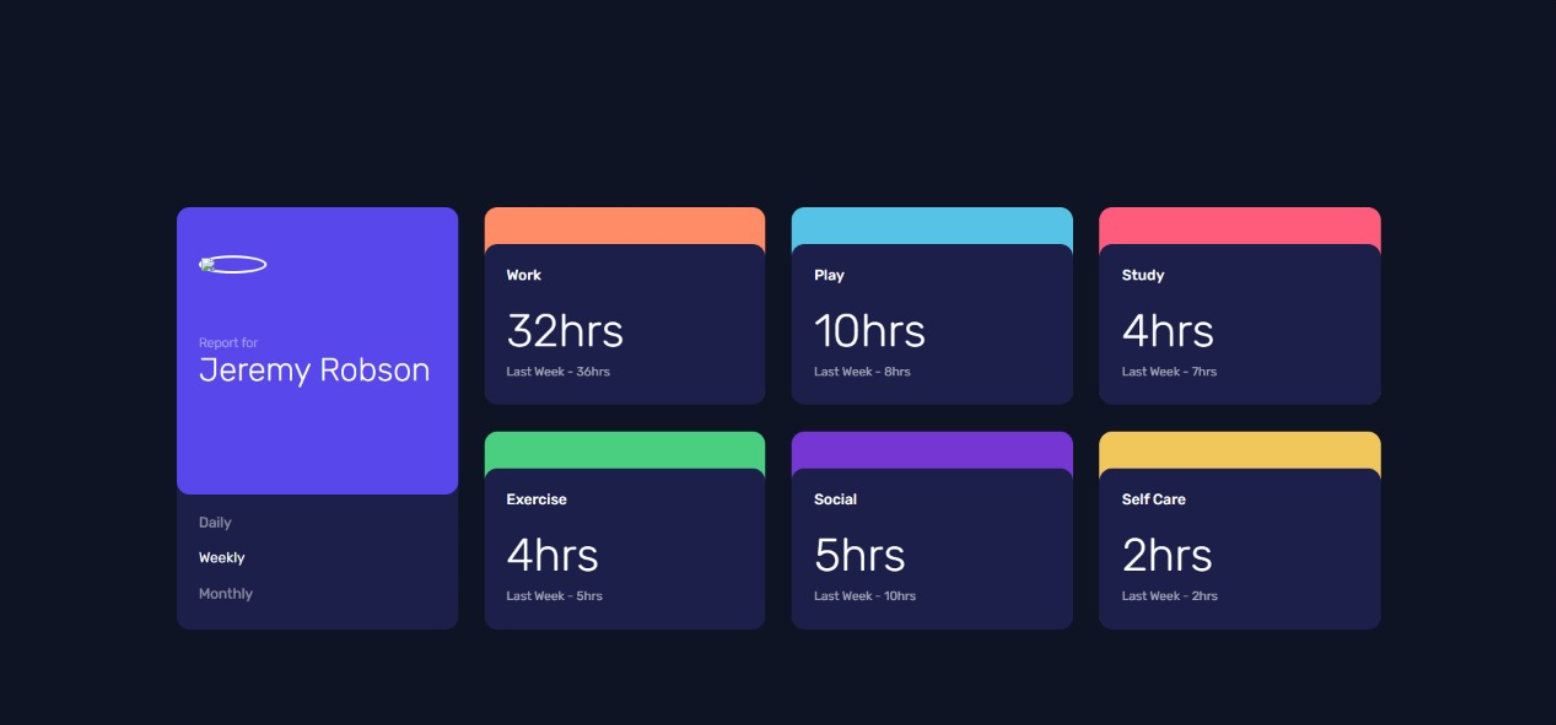 Report for
Jeremy Robson
Daily
Weekly
Monthly
Work
32hrs
Last Week - 36hrs
Play
10hrs
Last Week - 8hrs
Study
4hrs
Last Week - 7hrs
Exercise
4hrs
Last Week - 5hrs
Social
5hrs
Last Week - 10hrs
Self Care
2hrs
Last Week - 2hrs